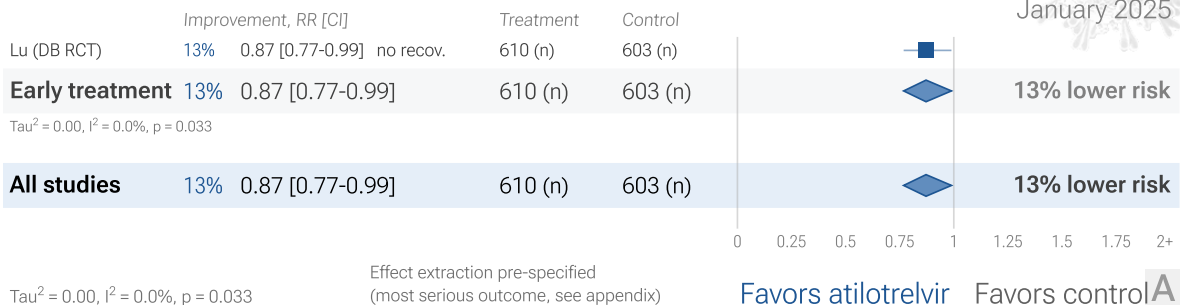 January 2025
Improvement, RR [CI] Treatment Control
Lu (DB RCT) 13% 0.87 [0.77-0.99] no recov. 610 (n) 603 (n)
Early treatment 13% 0.87 [0.77-0.99] 610 (n) 603 (n) 13% lower risk
Tau² = 0.00, I² = 0.0%, p = 0.033
All studies 13% 0.87 [0.77-0.99] 610 (n) 603 (n) 13% lower risk
0 0.25 0.5 0.75 1 1.25 1.5 1.75 2+
Effect extraction pre-specified
Tau² = 0.00, I² = 0.0%, p = 0.033 (most serious outcome, see appendix) Favors atilotrelvir Favors control A